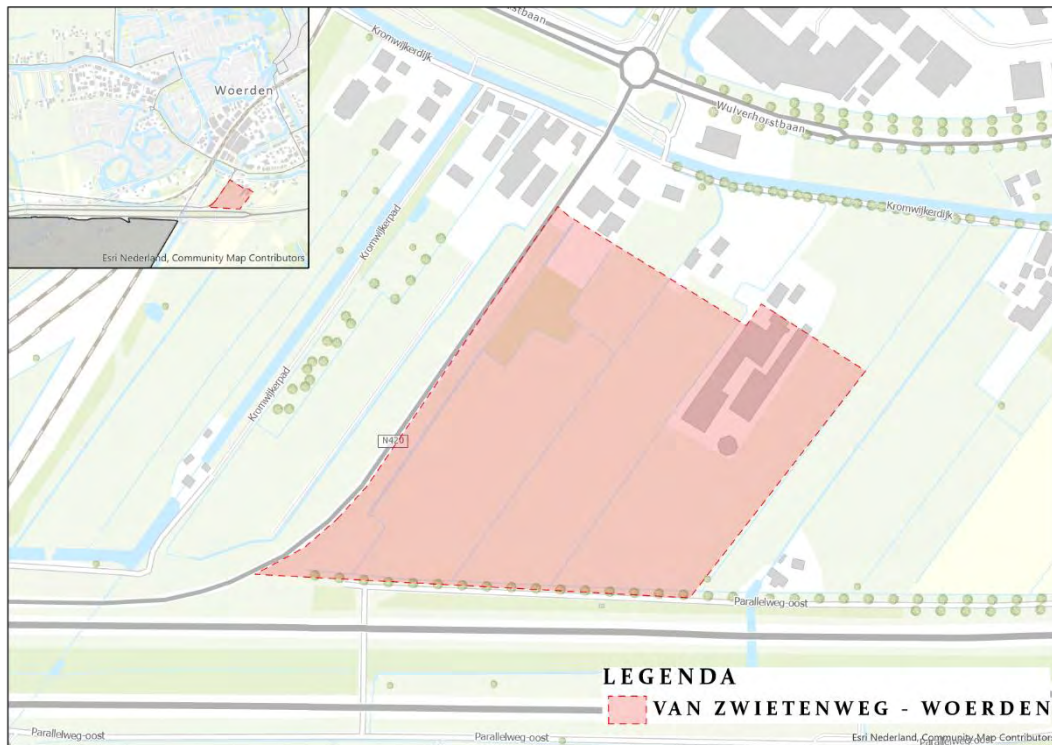 Woerden
Esri Nederland, Community Map Contributors
Kromwijkerdijk
Wulverhorstbaan
Kromwijkerdijk
Kromwijkerpad
Kromwijkerpad
N420
Parallelweg-oost
LEGENDA
VAN ZWIETENWEG - WOERDEN
Parallelweg-oost
Parallelweg-oost
Esri Nederland, Community Map Contributors